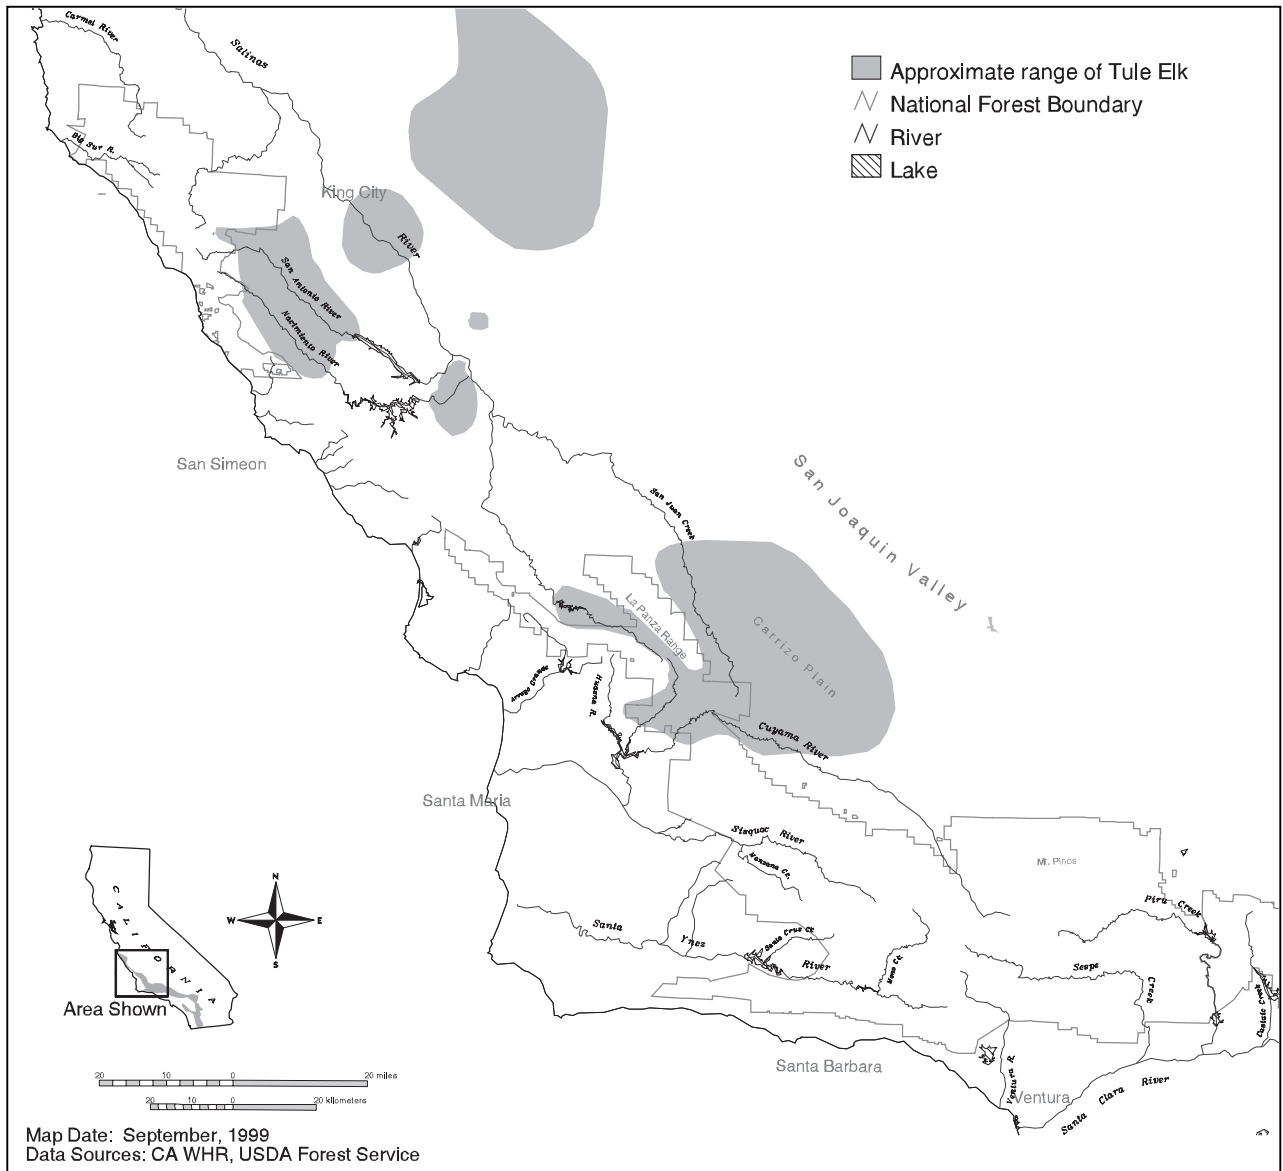 Carmel River
Salinas
Approximate range of Tule Elk
National Forest Boundary
River
Lake
Big Sur R.
King City
River
San Antonio River
Nacimiento River
San Simeon
San Joaquin Valley
San Juan Creek
La Panza Range
Carrizo Plain
Arroyo Grande
Huasna R.
Cuyama River
Santa Maria
Sisquoc River
Manzana Ck.
Mt. Pinos
CALIFORNIA
N
W E
S
Piru Creek
Santa
Ynez
Santa Cruz Ck
River
Mono Ck.
Sespe
Creek
Castaic Creek
Area Shown
Santa Barbara
Ventura R.
Ventura
Santa Clara River
20 10 0 20 miles
20 10 0 20 kilometers
Map Date: September, 1999
Data Sources: CA WHR, USDA Forest Service